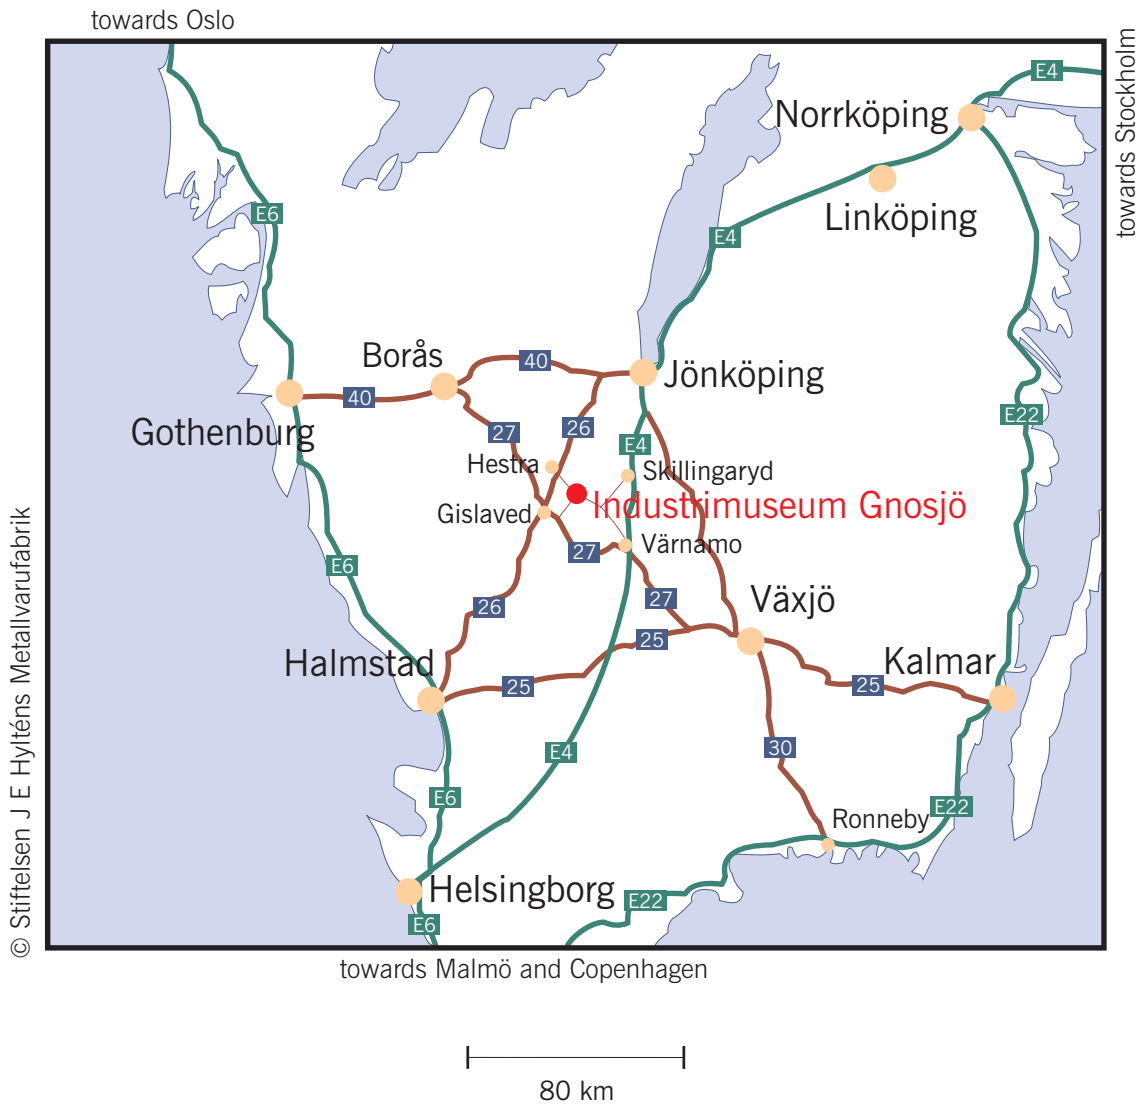 towards Oslo
towards Stockholm
E4
Norrköping
Linköping
E6
E4
Borås
40
Jönköping
40
Gothenburg
E22
27
26
E4
Hestra
Skillingaryd
Industrimuseum Gnosjö
Gislaved
Värnamo
27
E6
26
27
Växjö
25
Halmstad
Kalmar
25
25
30
E4
E6
E22
Ronneby
Helsingborg
E22
E6
© Stiftelsen J E Hylténs Metallvarufabrik
towards Malmö and Copenhagen
80 km